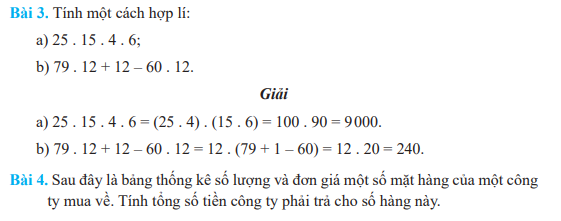 Bài 3. Tính một cách hợp lí:
a) 25 . 15 . 4 . 6;
b) 79 . 12 + 12 – 60 . 12.
Giải
a) 25 . 15 . 4 . 6 = (25 . 4) . (15 . 6) = 100 . 90 = 9 000.
b) 79 . 12 + 12 – 60 . 12 = 12 . (79 + 1 – 60) = 12 . 20 = 240.
Bài 4. Sau đây là bảng thống kê số lượng và đơn giá một số mặt hàng của một công
ty mua về. Tính tổng số tiền công ty phải trả cho số hàng này.